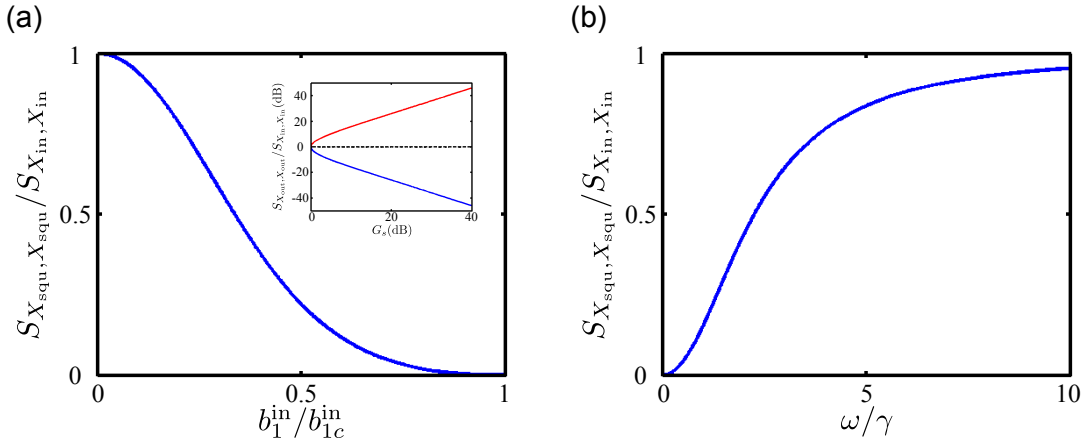 (a)
S_{X_squ,X_squ}/S_{X_in,X_in}
1
0.5
0
0
0.5
1
b_1^in/b_{1c}^in
S_{X_out,X_out}/S_{X_in,X_in}(dB)
40
20
0
-20
-40
0
20
40
G_s(dB)
(b)
S_{X_squ,X_squ}/S_{X_in,X_in}
1
0.5
0
0
5
10
ω/γ